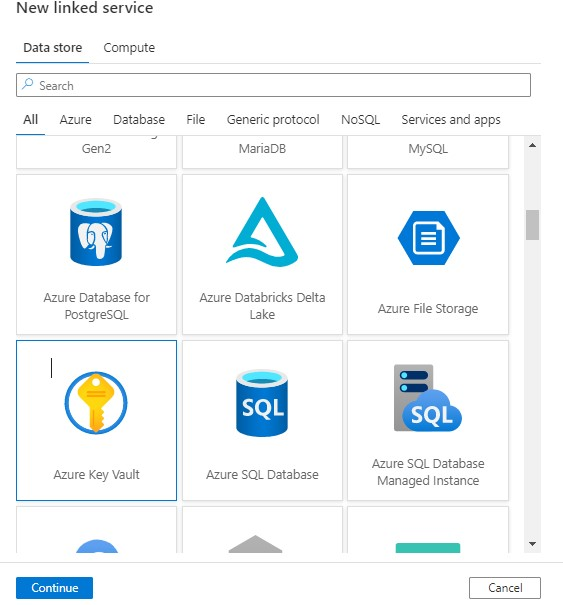 New linked service
Data store Compute
Search
All Azure Database File Generic protocol NoSQL Services and apps
Gen2 MariaDB MySQL
Azure Database for
PostgreSQL
Azure Databricks Delta
Lake
Azure File Storage
SQL
SQL
Azure Key Vault
Azure SQL Database
Azure SQL Database
Managed Instance
Continue Cancel